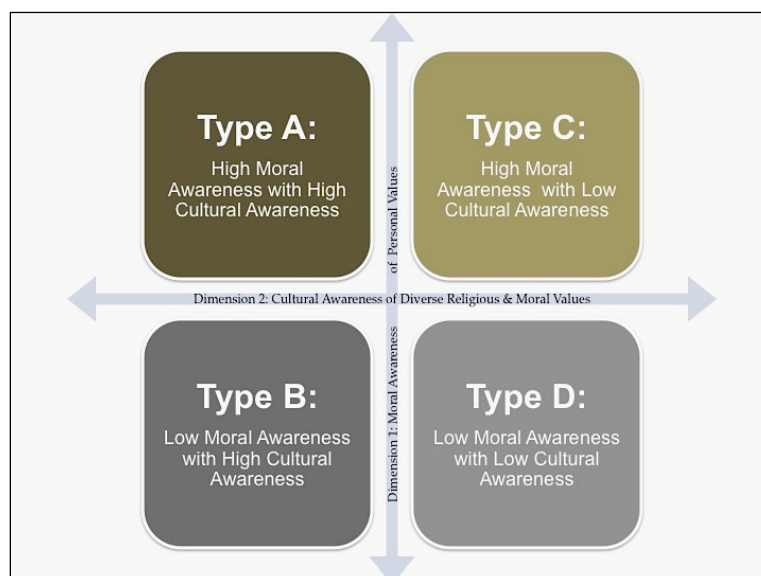 Type A:
High Moral
Awareness with High
Cultural Awareness
Type C:
High Moral
Awareness with Low
Cultural Awareness
Dimension 2: Cultural Awareness of Diverse Religious & Moral Values
Dimension 1: Moral Awareness
of Personal Values
Type B:
Low Moral Awareness
with High Cultural
Awareness
Type D:
Low Moral Awareness
with Low Cultural
Awareness